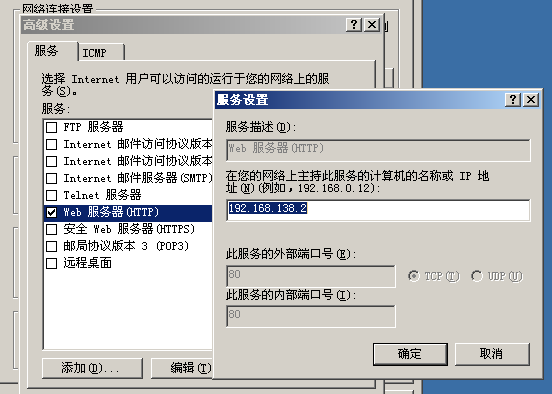 网络连接设置
高级设置
服务
ICMP
选择 Internet 用户可以访问的运行于您的网络上的服
务(S)。
服务:
FTP 服务器
Internet 邮件访问协议版本
Internet 邮件访问协议版本
Internet 邮件服务器(SMTP)
Telnet 服务器
Web 服务器(HTTP)
安全 Web 服务器(HTTPS)
邮局协议版本 3 (POP3)
远程桌面
添加(D)...
编辑(T)
服务设置
服务描述(D):
Web 服务器(HTTP)
在您的网络上主持此服务的计算机的名称或 IP 地
址(N)(例如，192.168.0.12):
192.168.138.2
此服务的外部端口号(E):
80
TCP(T)
UDP(U)
此服务的内部端口号(I):
80
确定
取消